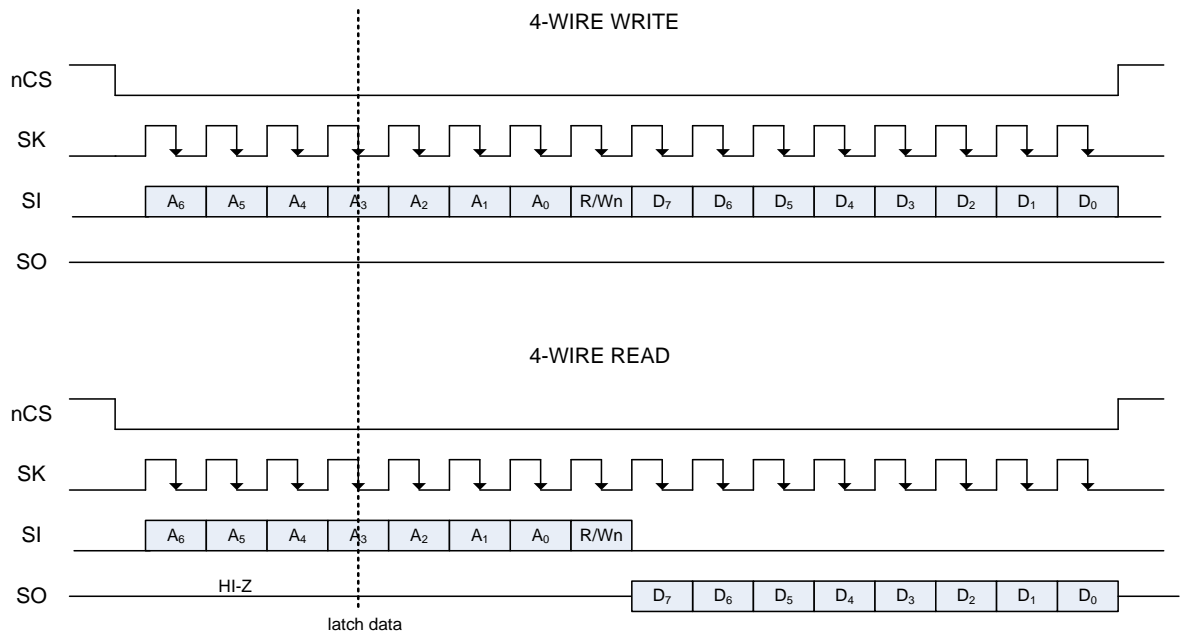 4-WIRE WRITE
nCS
SK
SI A₆ A₅ A₄ A₃ A₂ A₁ A₀ R/Wn D₇ D₆ D₅ D₄ D₃ D₂ D₁ D₀
SO
4-WIRE READ
nCS
SK
SI A₆ A₅ A₄ A₃ A₂ A₁ A₀ R/Wn
SO HI-Z D₇ D₆ D₅ D₄ D₃ D₂ D₁ D₀
latch data